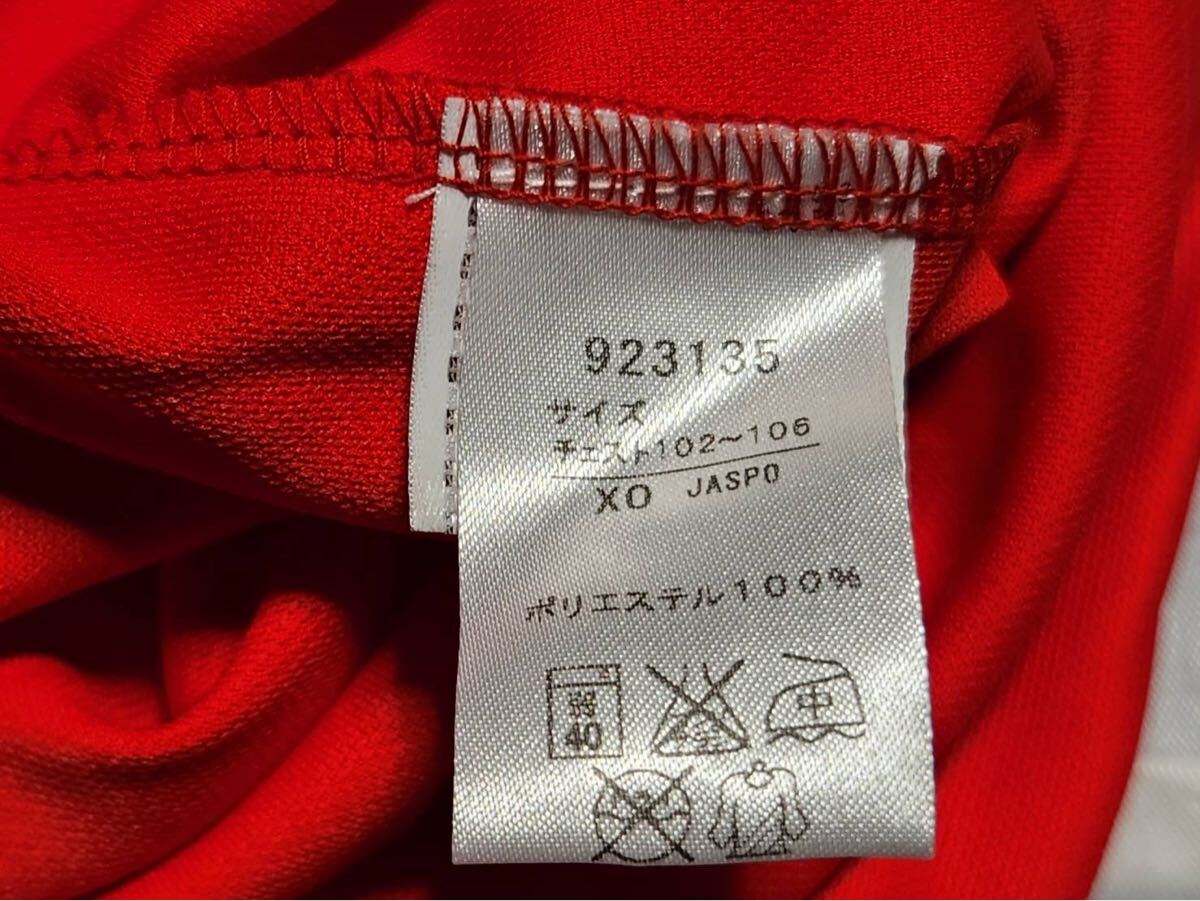 923135
サイズ
チェスト102～106
XO JASPO
ポリエステル100%
弱
40
中